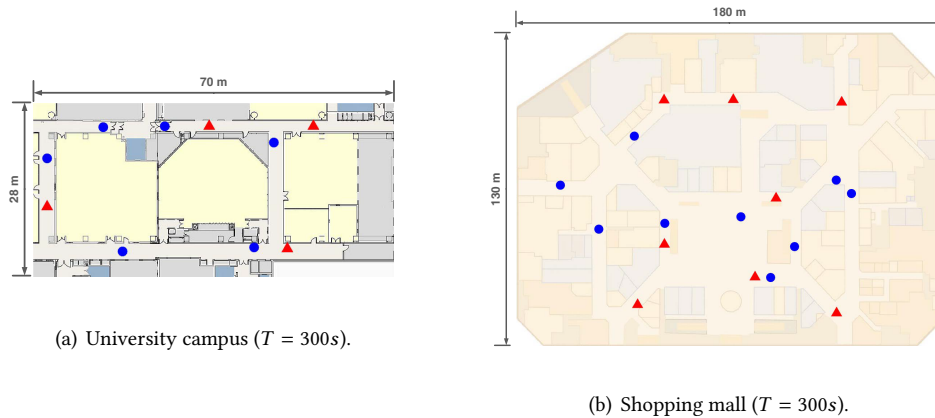 70 m
28 m
(a) University campus (T = 300s).
180 m
130 m
(b) Shopping mall (T = 300s).